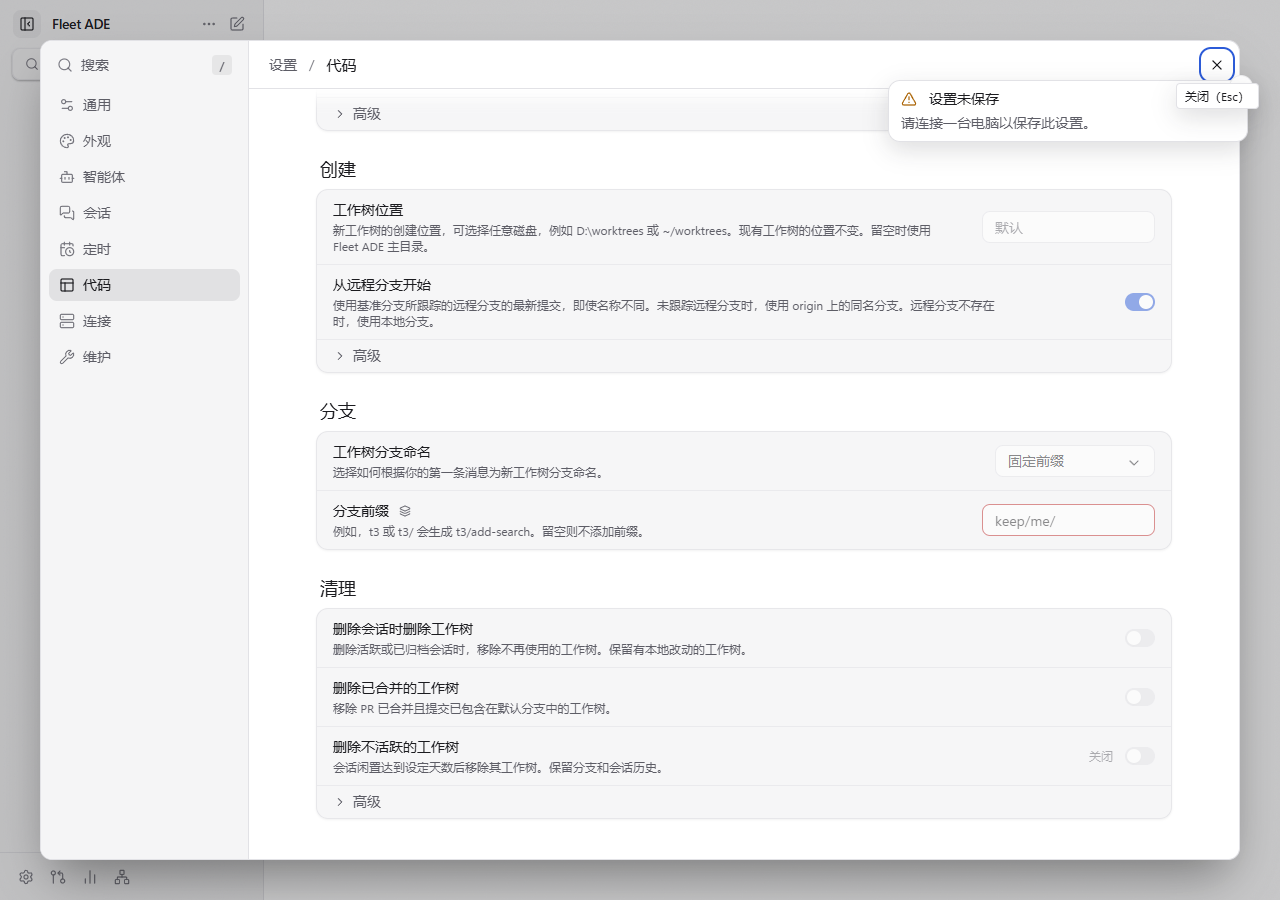 Fleet ADE
搜索
/
通用
外观
智能体
会话
定时
代码
连接
维护
设置 / 代码
关闭（Esc）
设置未保存
请连接一台电脑以保存此设置。
高级
创建
工作树位置
新工作树的创建位置，可选择任意磁盘，例如 D:\worktrees 或 ~/worktrees。现有工作树的位置不变。留空时使用
Fleet ADE 主目录。
默认
从远程分支开始
使用基准分支所跟踪的远程分支的最新提交，即使名称不同。未跟踪远程分支时，使用 origin 上的同名分支。远程分支不存在
时，使用本地分支。
高级
分支
工作树分支命名
选择如何根据你的第一条消息为新工作树分支命名。
固定前缀
分支前缀
例如，t3 或 t3/ 会生成 t3/add-search。留空则不添加前缀。
keep/me/
清理
删除会话时删除工作树
删除活跃或已归档会话时，移除不再使用的工作树。保留有本地改动的工作树。
删除已合并的工作树
移除 PR 已合并且提交已包含在默认分支中的工作树。
删除不活跃的工作树
会话闲置达到设定天数后移除其工作树。保留分支和会话历史。
关闭
高级